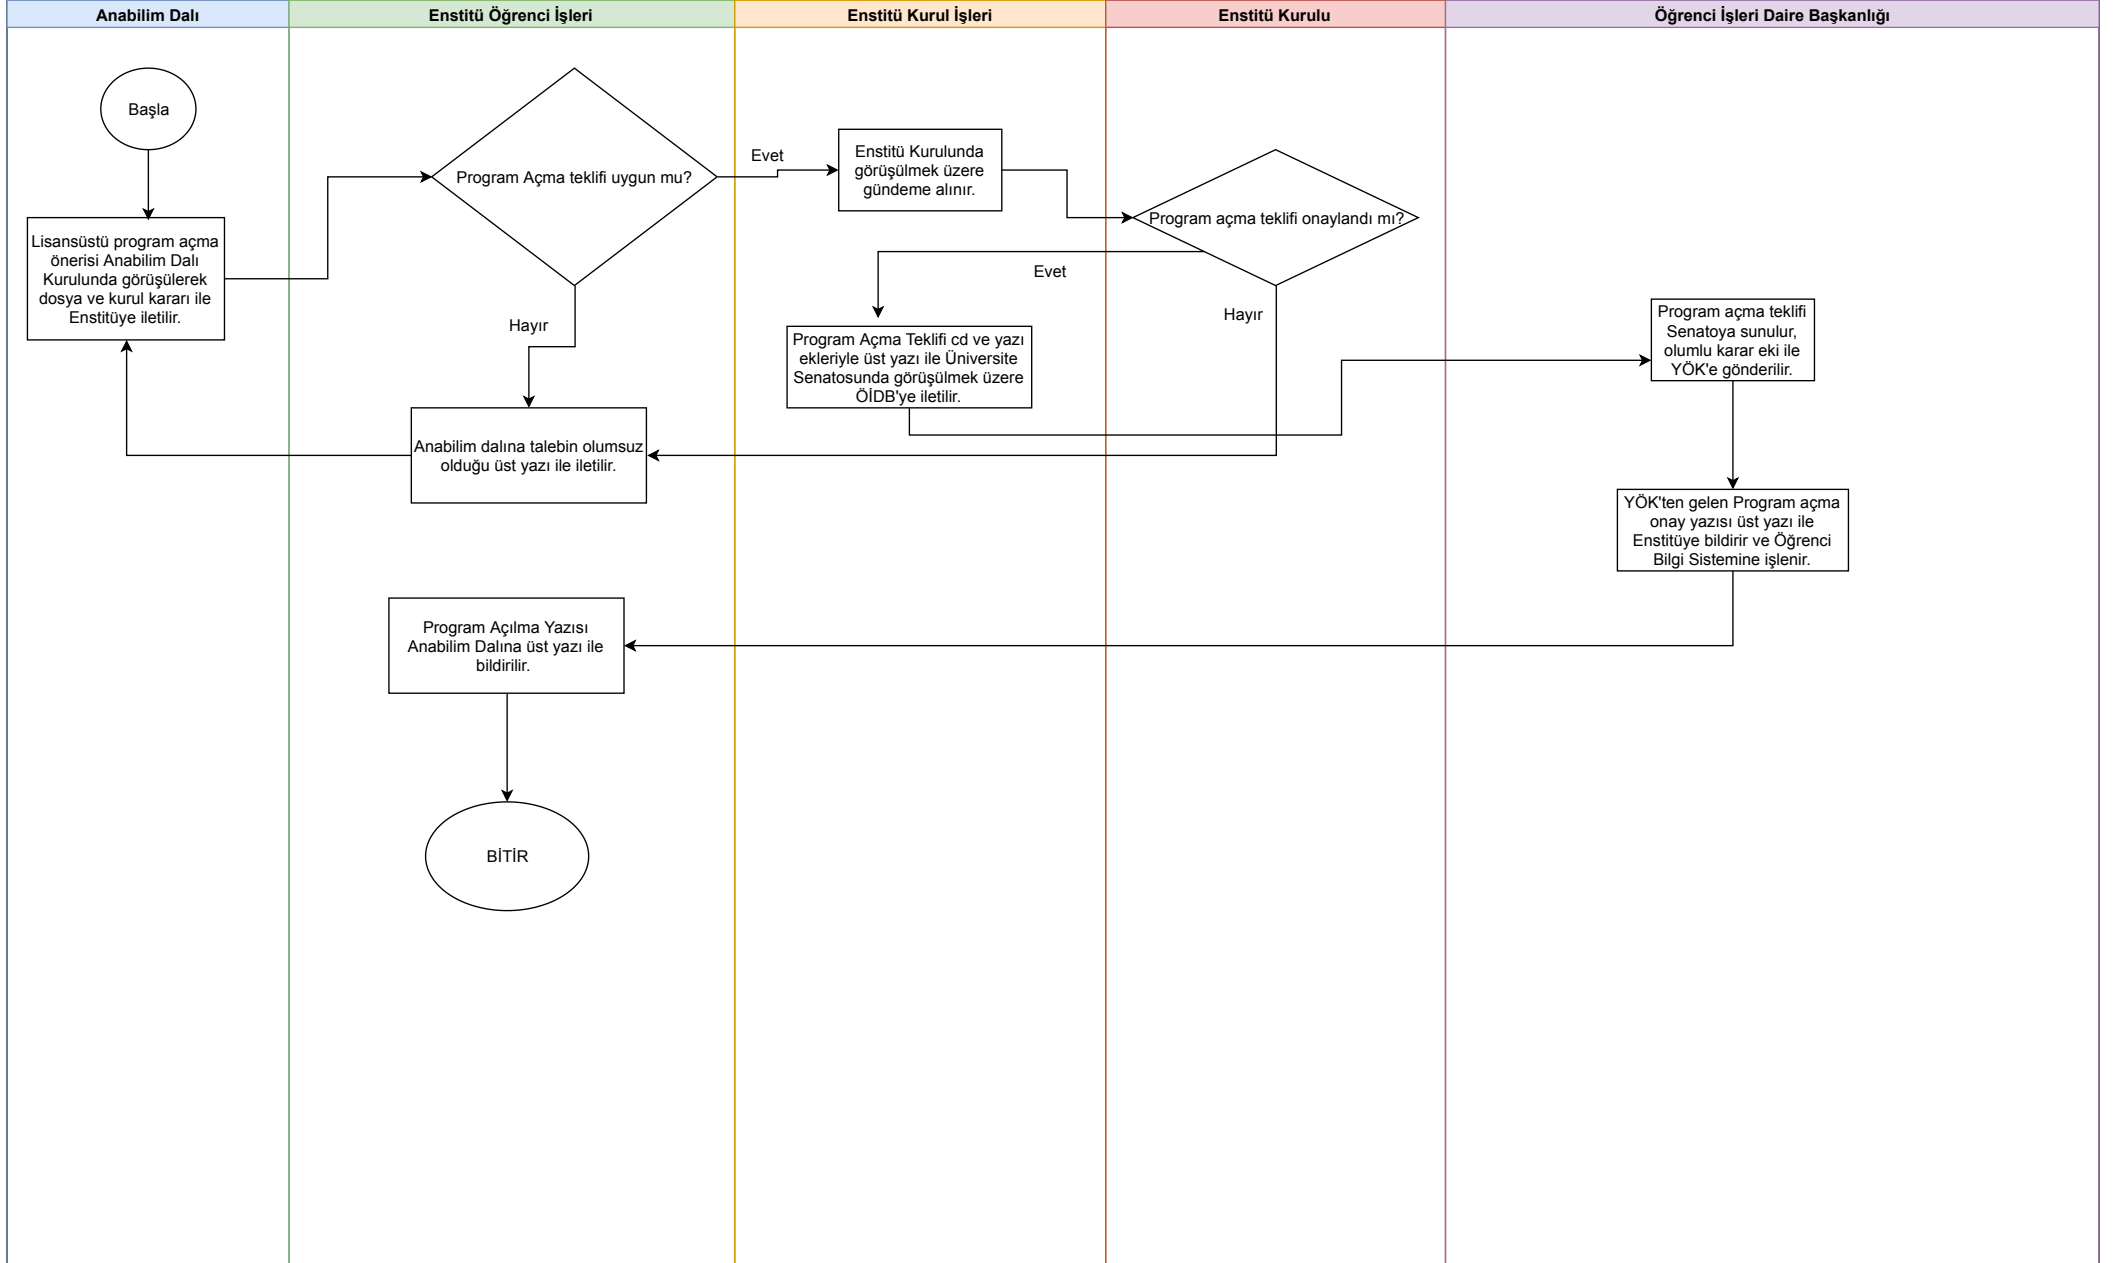 Anabilim Dalı
Enstitü Öğrenci İşleri
Enstitü Kurul İşleri
Enstitü Kurulu
Öğrenci İşleri Daire Başkanlığı
Başla
Lisansüstü program açma
önerisi Anabilim Dalı
Kurulunda görüşülerek
dosya ve kurul kararı ile
Enstitüye iletilir.
Program Açma teklifi uygun mu?
Evet
Hayır
Enstitü Kurulunda
görüşülmek üzere
gündeme alınır.
Program açma teklifi onaylandı mı?
Evet
Hayır
Program Açma Teklifi cd ve yazı
ekleriyle üst yazı ile Üniversite
Senatosunda görüşülmek üzere
ÖİDB'ye iletilir.
Program açma teklifi
Senatoya sunulur,
olumlu karar eki ile
YÖK'e gönderilir.
Anabilim dalına talebin olumsuz
olduğu üst yazı ile iletilir.
YÖK'ten gelen Program açma
onay yazısı üst yazı ile
Enstitüye bildirir ve Öğrenci
Bilgi Sistemine işlenir.
Program Açılma Yazısı
Anabilim Dalına üst yazı ile
bildirilir.
BİTİR